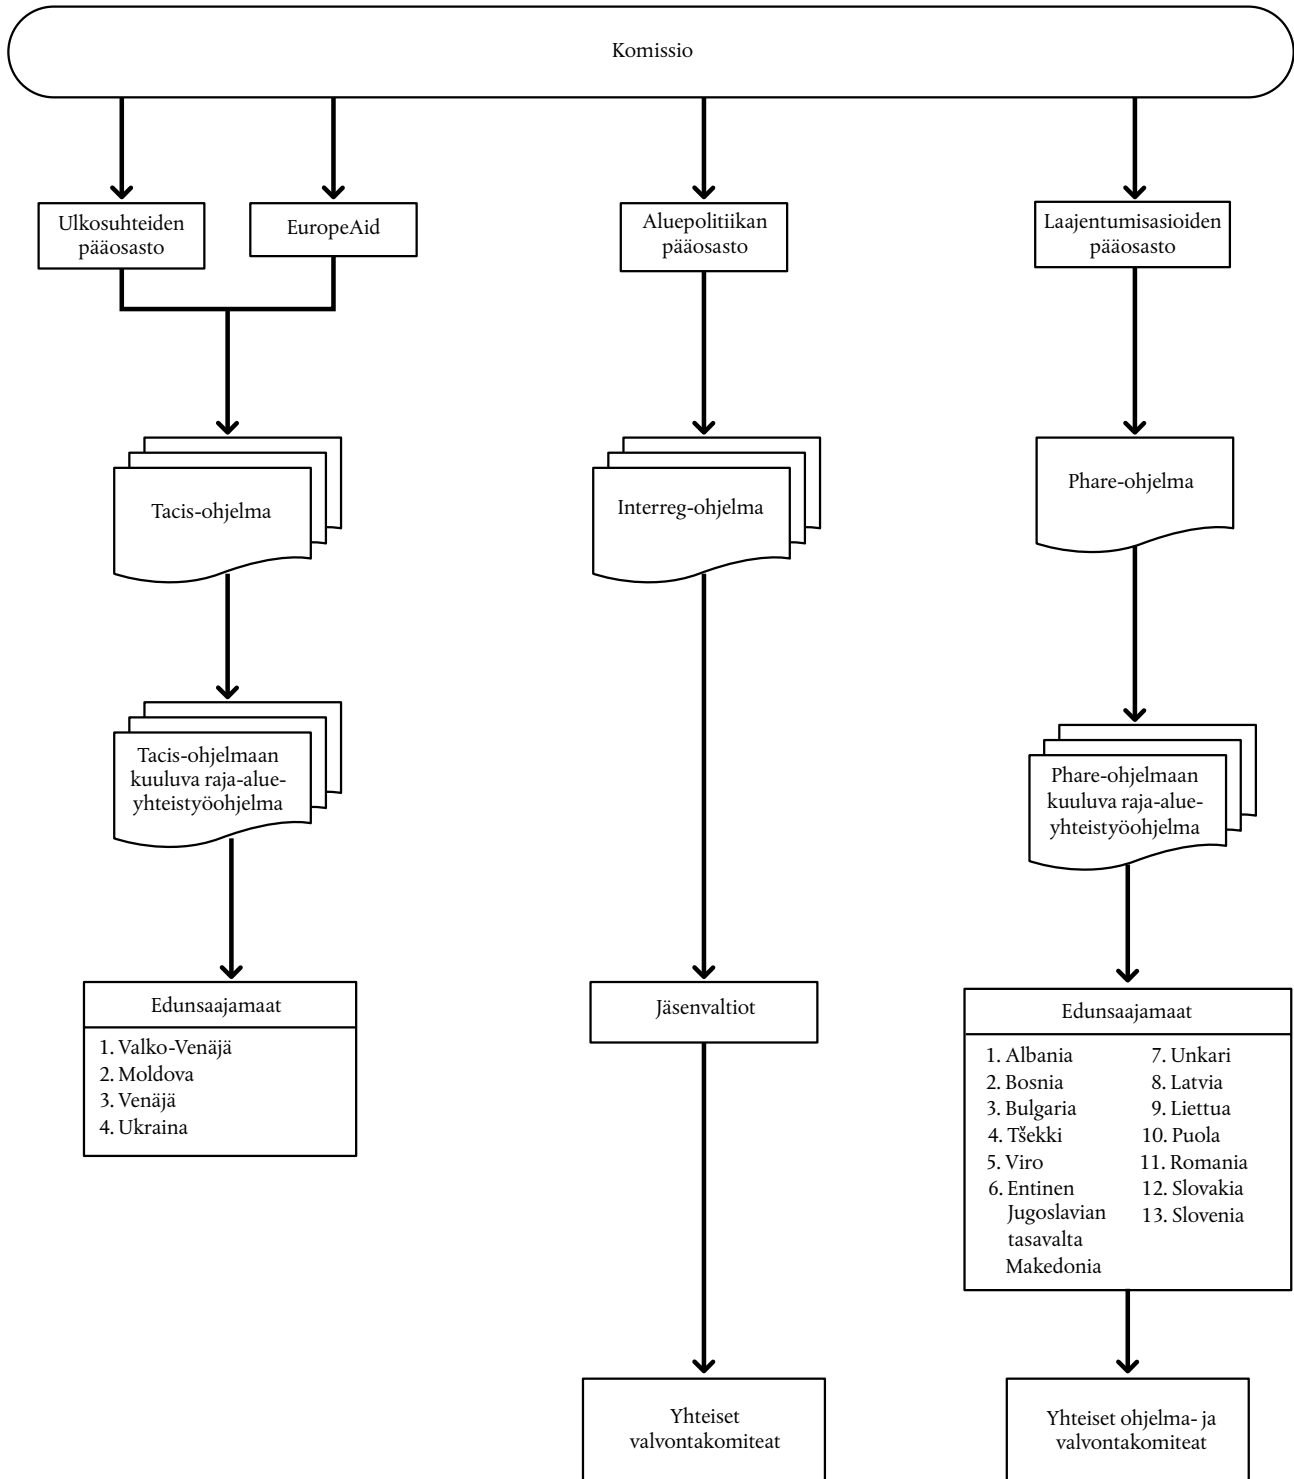 Komissio
Ulkosuhteiden
pääosasto
EuropeAid
Aluepolitiikan
pääosasto
Laajentumisasioiden
pääosasto
Tacis-ohjelma
Interreg-ohjelma
Phare-ohjelma
Tacis-ohjelmaan
kuuluva raja-alue-
yhteistyöohjelma
Phare-ohjelmaan
kuuluva raja-alue-
yhteistyöohjelma
Edunsaajamaat
1. Valko-Venäjä
2. Moldova
3. Venäjä
4. Ukraina
Jäsenvaltiot
Edunsaajamaat
1. Albania
2. Bosnia
3. Bulgaria
4. Tšekki
5. Viro
6. Entinen
Jugoslavian
tasavalta
Makedonia
7. Unkari
8. Latvia
9. Liettua
10. Puola
11. Romania
12. Slovakia
13. Slovenia
Yhteiset
valvontakomiteat
Yhteiset ohjelma- ja
valvontakomiteat